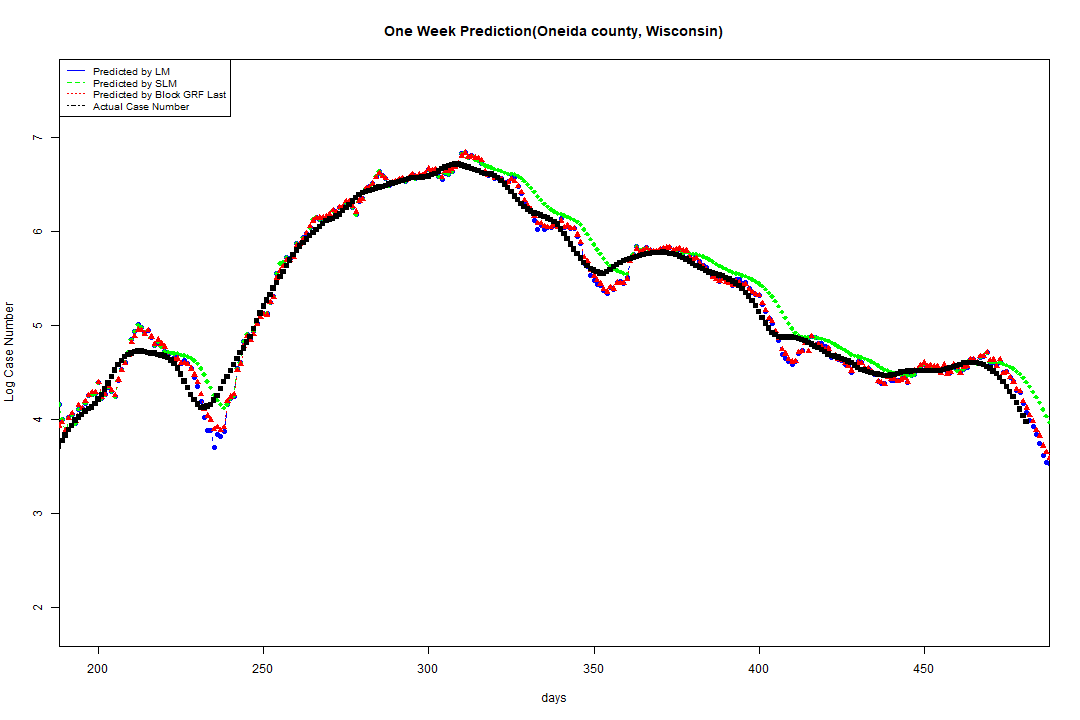 One Week Prediction(Oneida county, Wisconsin)
Predicted by LM
Predicted by SLM
Predicted by Block GRF Last
Actual Case Number
7
6
5
4
3
2
Log Case Number
200 250 300 350 400 450
days